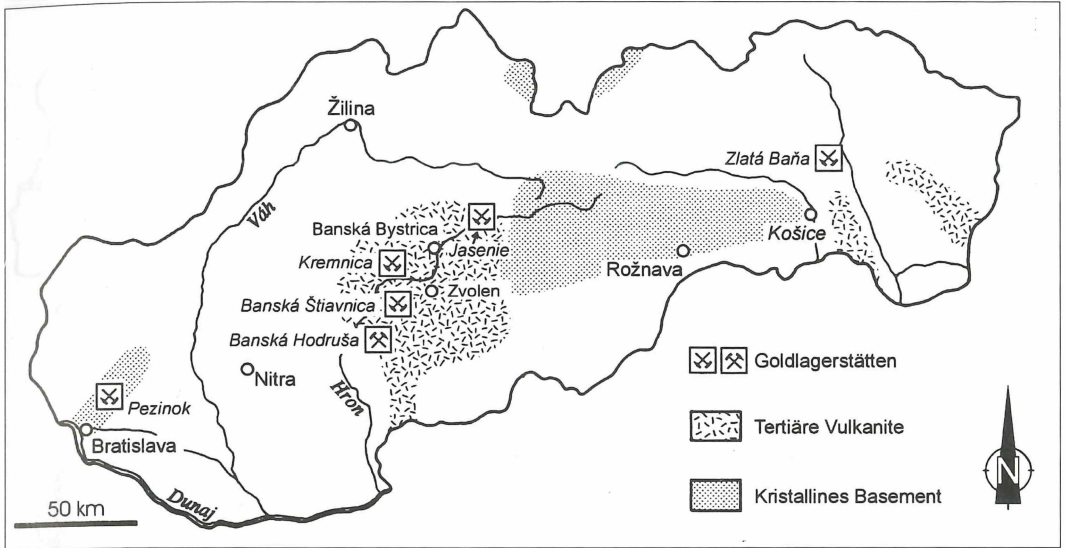 Žilina
Váh
Zlatá Baňa
Banská Bystrica
Jasenie
Košice
Kremnica
Rožnava
Zvolen
Banská Štiavnica
Banská Hodruša
Goldlagerstätten
Nitra
Hron
Pezinok
Tertiäre Vulkanite
Bratislava
N
Dunaj
Kristallines Basement
50 km